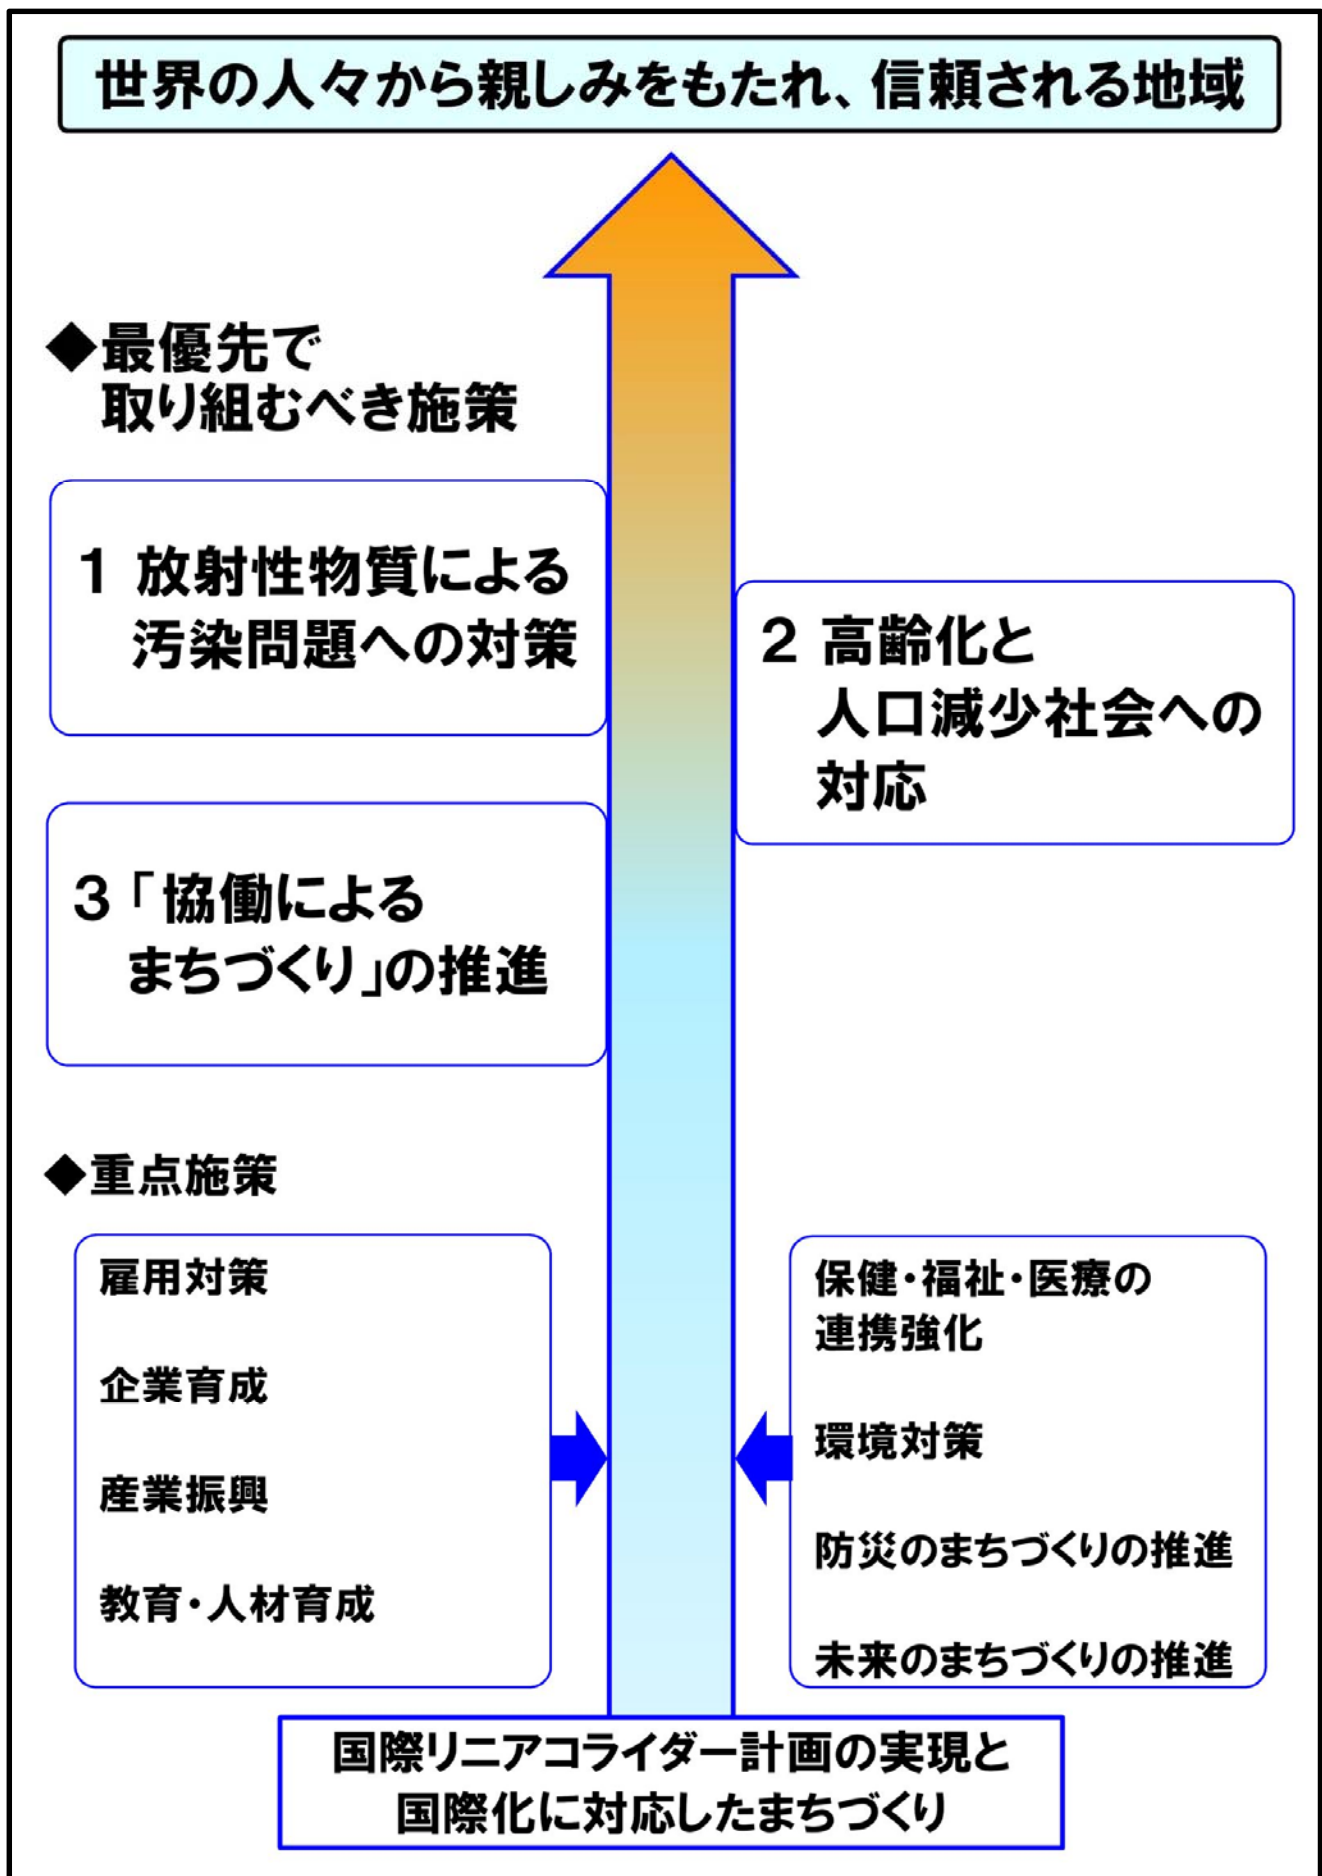 世界の人々から親しみをもたれ、信頼される地域
◆最優先で
取り組むべき施策
1 放射性物質による
汚染問題への対策
2 高齢化と
人口減少社会への
対応
3「協働による
まちづくり」の推進
◆重点施策
雇用対策
企業育成
産業振興
教育・人材育成
保健・福祉・医療の
連携強化
環境対策
防災のまちづくりの推進
未来のまちづくりの推進
国際リニアコライダー計画の実現と
国際化に対応したまちづくり